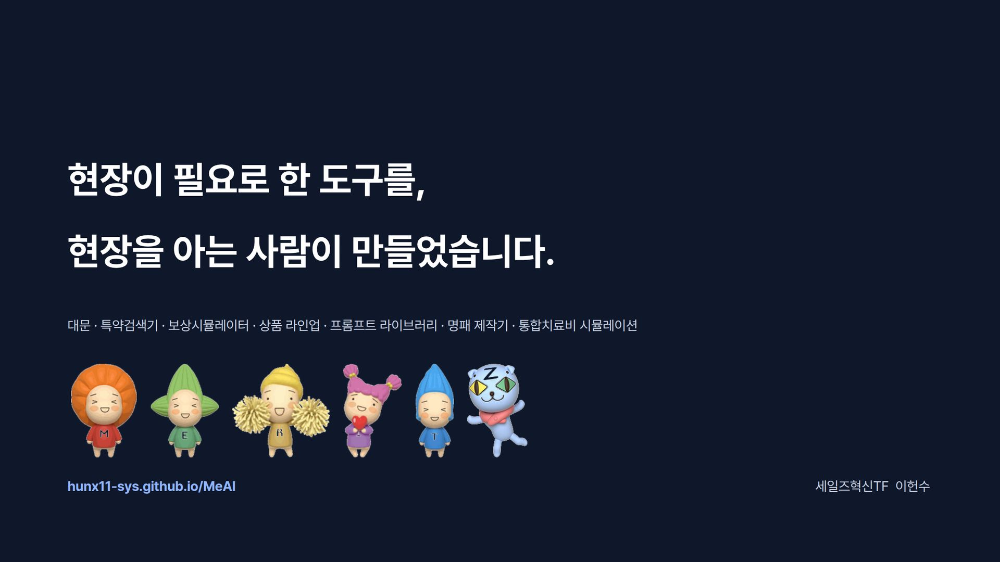 현장이 필요로 한 도구를,
현장을 아는 사람이 만들었습니다.
대문 · 특약검색기 · 보상시뮬레이터 · 상품 라인업 · 프롬프트 라이브러리 · 명패 제작기 · 통합치료비 시뮬레이션
M E R T Z
hunx11-sys.github.io/MeAI
세일즈혁신TF 이헌수